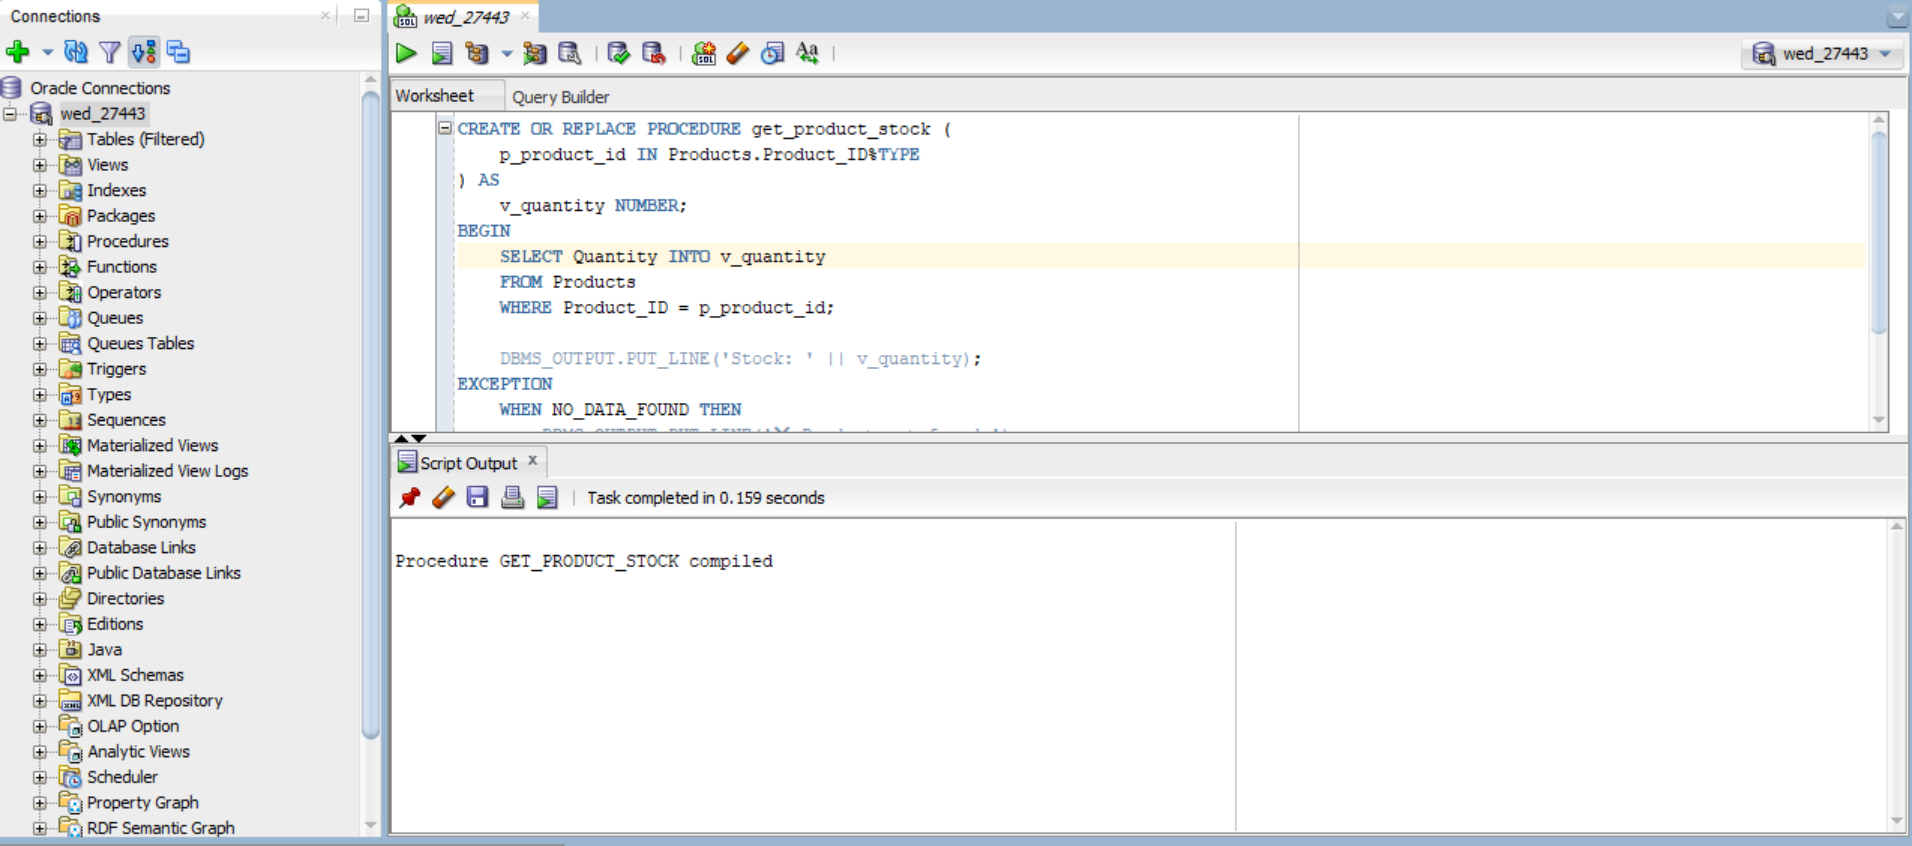 Connections
Oracle Connections
wed_27443
Tables (Filtered)
Views
Indexes
Packages
Procedures
Functions
Operators
Queues
Queues Tables
Triggers
Types
Sequences
Materialized Views
Materialized View Logs
Synonyms
Public Synonyms
Database Links
Public Database Links
Directories
Editions
Java
XML Schemas
XML DB Repository
OLAP Option
Analytic Views
Scheduler
Property Graph
RDF Semantic Graph
wed_27443
wed_27443
Worksheet Query Builder
CREATE OR REPLACE PROCEDURE get_product_stock (
p_product_id IN Products.Product_ID%TYPE
) AS
v_quantity NUMBER;
BEGIN
SELECT Quantity INTO v_quantity
FROM Products
WHERE Product_ID = p_product_id;
DBMS_OUTPUT.PUT_LINE('Stock: ' || v_quantity);
EXCEPTION
WHEN NO_DATA_FOUND THEN
Script Output
Task completed in 0.159 seconds
Procedure GET_PRODUCT_STOCK compiled